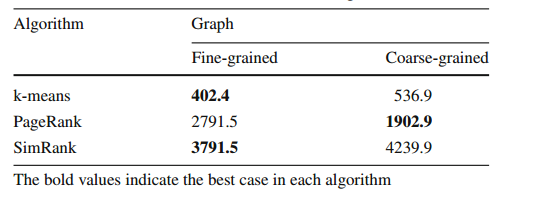 Algorithm Graph
Fine-grained Coarse-grained
k-means 402.4 536.9
PageRank 2791.5 1902.9
SimRank 3791.5 4239.9
The bold values indicate the best case in each algorithm